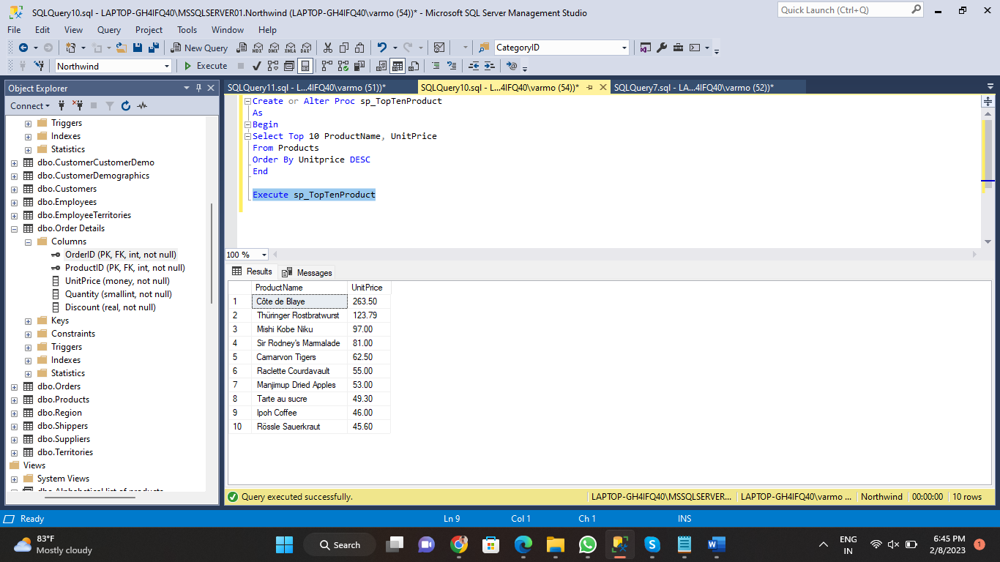 SQLQuery10.sql - LAPTOP-GH4IFQ40\MSSQLSERVER01.Northwind (LAPTOP-GH4IFQ40\varmo (54))* - Microsoft SQL Server Management Studio
Quick Launch (Ctrl+Q)
File Edit View Query Project Tools Window Help
New Query MDX DMX XMLA DAX CategoryID
Northwind Execute
Object Explorer
SQLQuery11.sql - L...4IFQ40\varmo (51))* SQLQuery10.sql - L...4IFQ40\varmo (54))* SQLQuery7.sql - LA...4IFQ40\varmo (52))*
Connect
Triggers
Indexes
Statistics
dbo.CustomerCustomerDemo
dbo.CustomerDemographics
dbo.Customers
dbo.Employees
dbo.EmployeeTerritories
dbo.Order Details
Columns
OrderID (PK, FK, int, not null)
ProductID (PK, FK, int, not null)
UnitPrice (money, not null)
Quantity (smallint, not null)
Discount (real, not null)
Keys
Constraints
Triggers
Indexes
Statistics
dbo.Orders
dbo.Products
dbo.Region
dbo.Shippers
dbo.Suppliers
dbo.Territories
Views
System Views
dbo.Alphabetical list of products
Create or Alter Proc sp_TopTenProduct
As
Begin
Select Top 10 ProductName, UnitPrice
From Products
Order By Unitprice DESC
End
Execute sp_TopTenProduct
100 %
Results Messages
ProductName UnitPrice
1 Côte de Blaye 263.50
2 Thüringer Rostbratwurst 123.79
3 Mishi Kobe Niku 97.00
4 Sir Rodney's Marmalade 81.00
5 Carnarvon Tigers 62.50
6 Raclette Courdavault 55.00
7 Manjimup Dried Apples 53.00
8 Tarte au sucre 49.30
9 Ipoh Coffee 46.00
10 Rössle Sauerkraut 45.60
Query executed successfully. LAPTOP-GH4IFQ40\MSSQLSERVER... LAPTOP-GH4IFQ40\varmo ... Northwind 00:00:00 10 rows
Ready Ln 9 Col 1 Ch 1 INS
83°F
Mostly cloudy
Search
ENG
IN
6:45 PM
2/8/2023
1